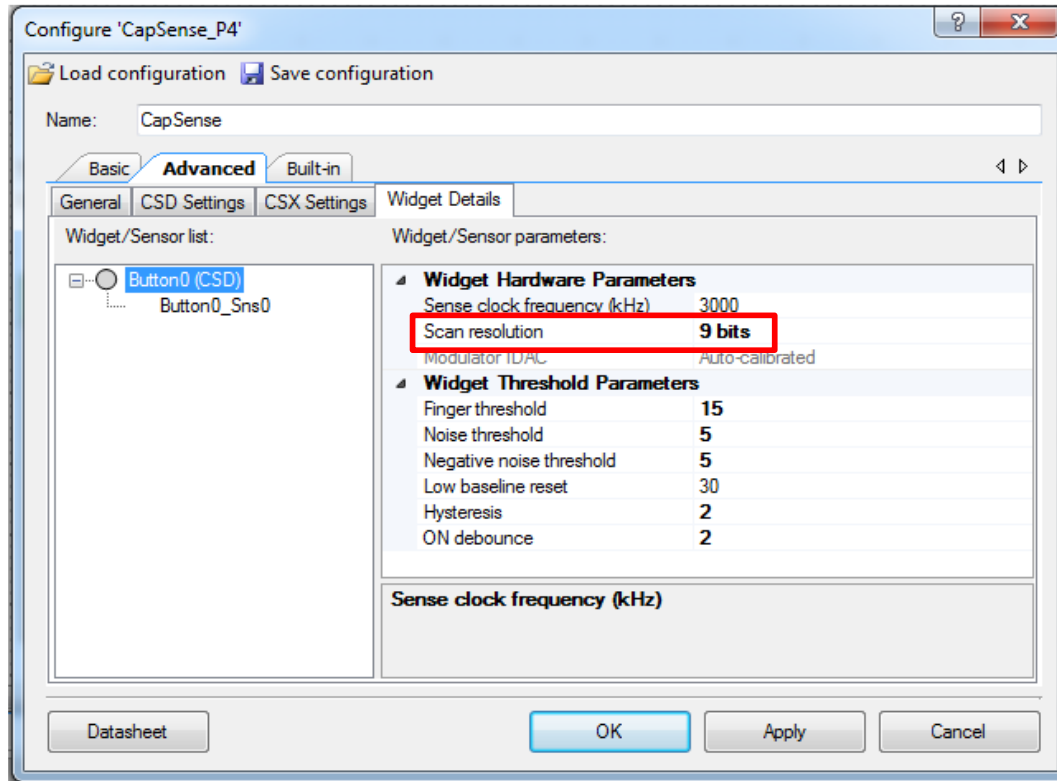 Configure 'CapSense_P4'
Load configuration Save configuration
Name: CapSense
Basic Advanced Built-in
General CSD Settings CSX Settings Widget Details
Widget/Sensor list: Widget/Sensor parameters:
Button0 (CSD)
Button0_Sns0
Widget Hardware Parameters
Sense clock frequency (kHz) 3000
Scan resolution 9 bits
Modulator IDAC Auto-calibrated
Widget Threshold Parameters
Finger threshold 15
Noise threshold 5
Negative noise threshold 5
Low baseline reset 30
Hysteresis 2
ON debounce 2
Sense clock frequency (kHz)
Datasheet OK Apply Cancel